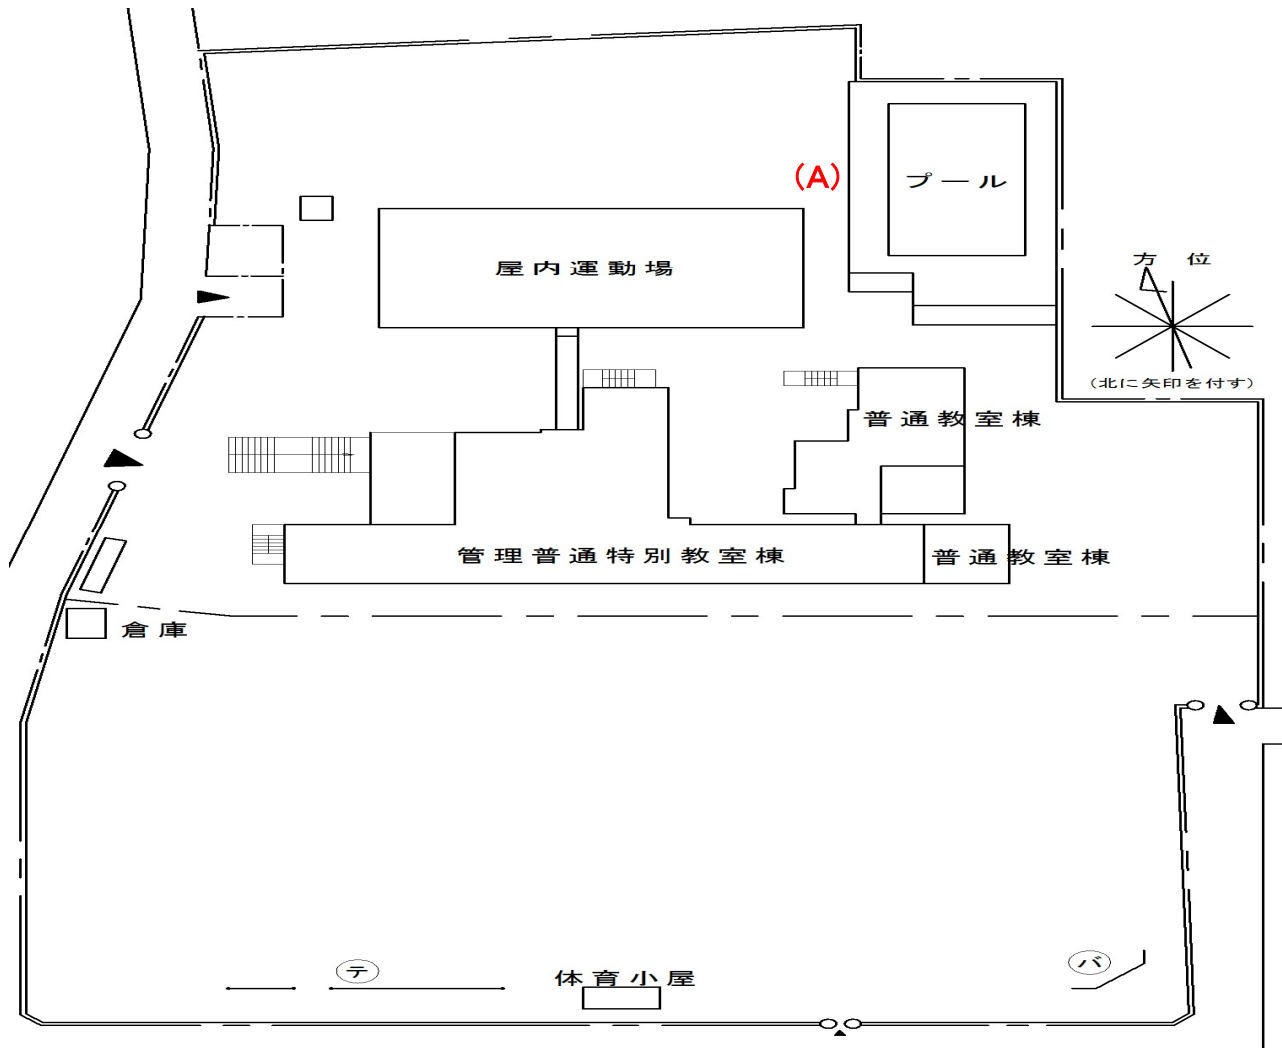 (A)
プール
屋内運動場
方位
(北に矢印を付す)
普通教室棟
管理普通特別教室棟
普通教室棟
倉庫
テ
体育小屋
バ